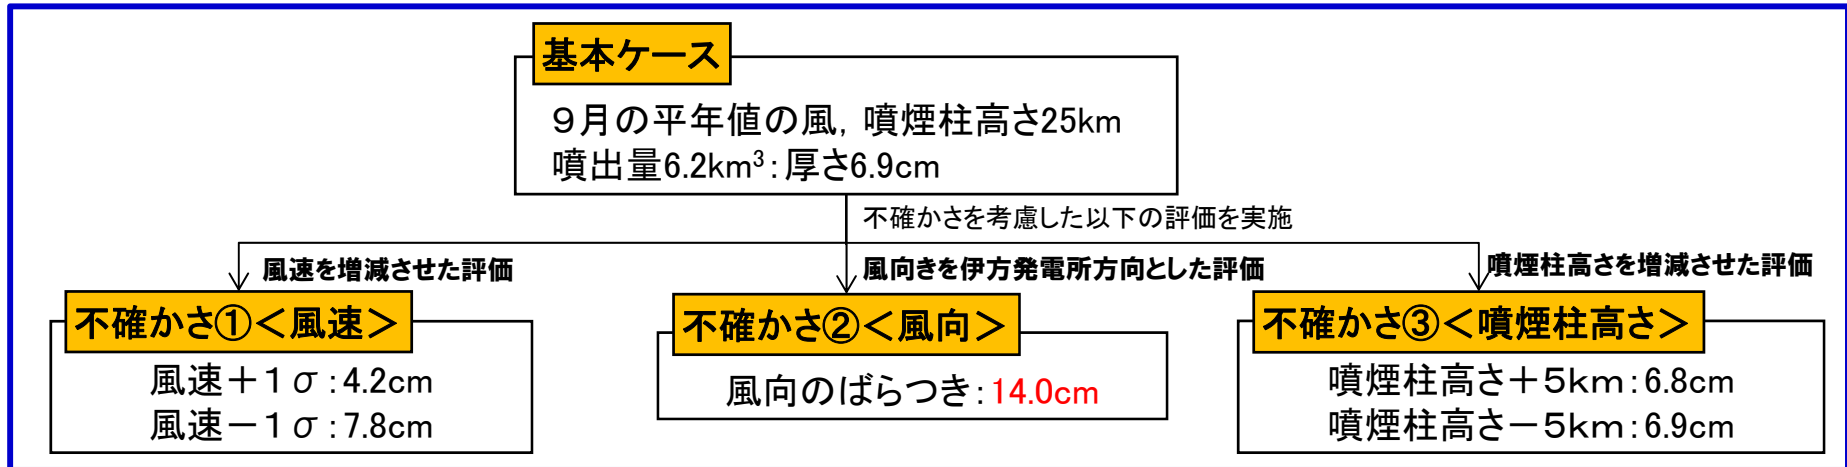 基本ケース
９月の平年値の風，噴煙柱高さ25km
噴出量6.2km³：厚さ6.9cm
不確かさを考慮した以下の評価を実施
風速を増減させた評価
風向きを伊方発電所方向とした評価
噴煙柱高さを増減させた評価
不確かさ①＜風速＞
風速＋１σ：4.2cm
風速－１σ：7.8cm
不確かさ②＜風向＞
風向のばらつき：14.0cm
不確かさ③＜噴煙柱高さ＞
噴煙柱高さ＋５ｋｍ：6.8cm
噴煙柱高さ－５ｋｍ：6.9cm